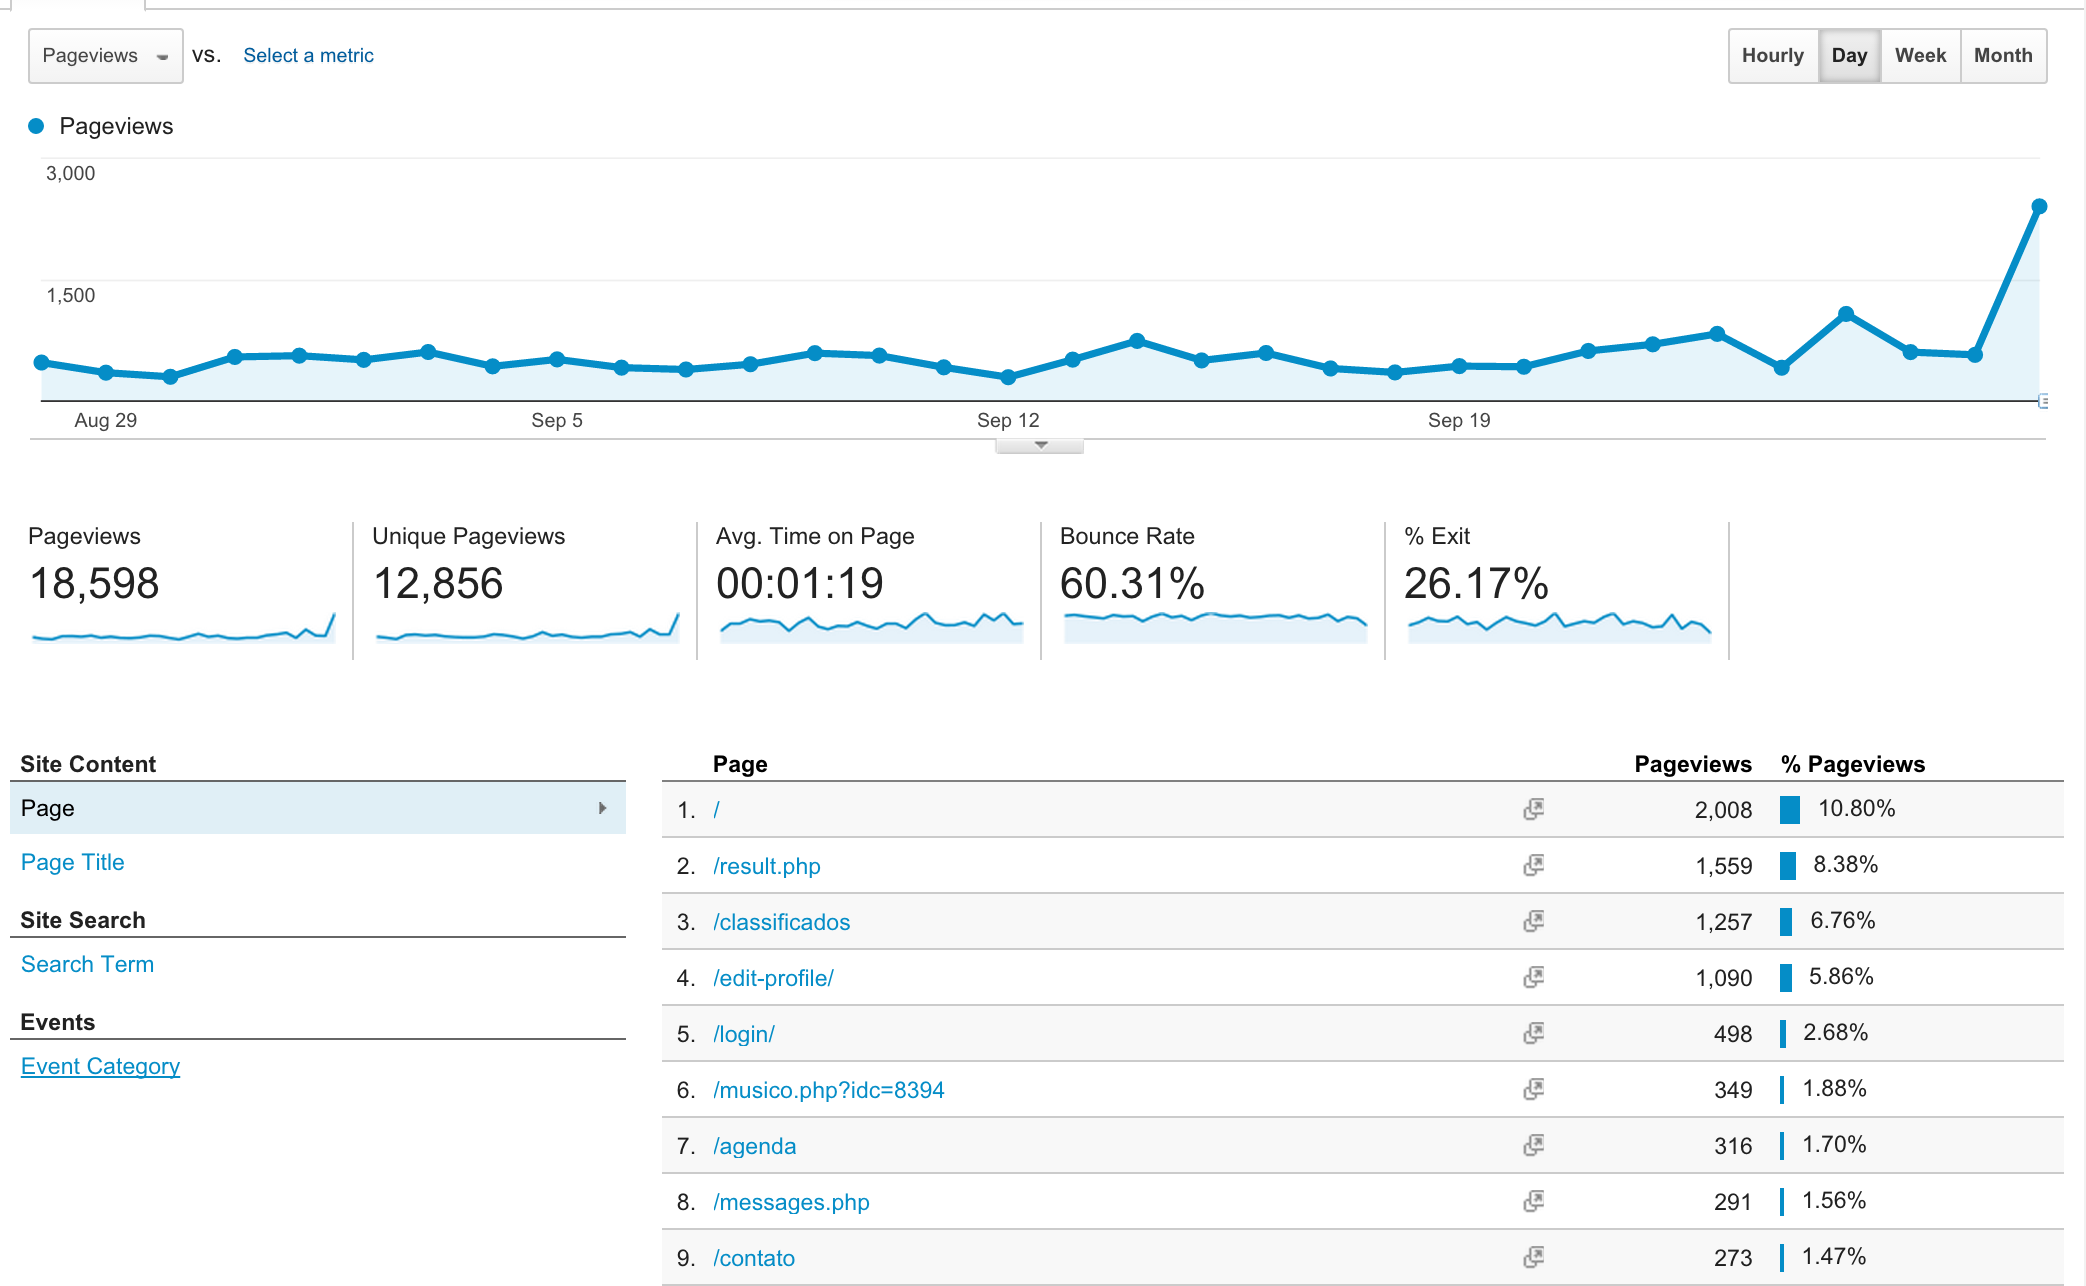 Pageviews vs. Select a metric Hourly Day Week Month
Pageviews
3,000
1,500
Aug 29 Sep 5 Sep 12 Sep 19
Pageviews Unique Pageviews Avg. Time on Page Bounce Rate % Exit
18,598 12,856 00:01:19 60.31% 26.17%
Site Content
Page
Page Title
Site Search
Search Term
Events
Event Category
Page Pageviews % Pageviews
1. / 2,008 10.80%
2. /result.php 1,559 8.38%
3. /classificados 1,257 6.76%
4. /edit-profile/ 1,090 5.86%
5. /login/ 498 2.68%
6. /musico.php?idc=8394 349 1.88%
7. /agenda 316 1.70%
8. /messages.php 291 1.56%
9. /contato 273 1.47%